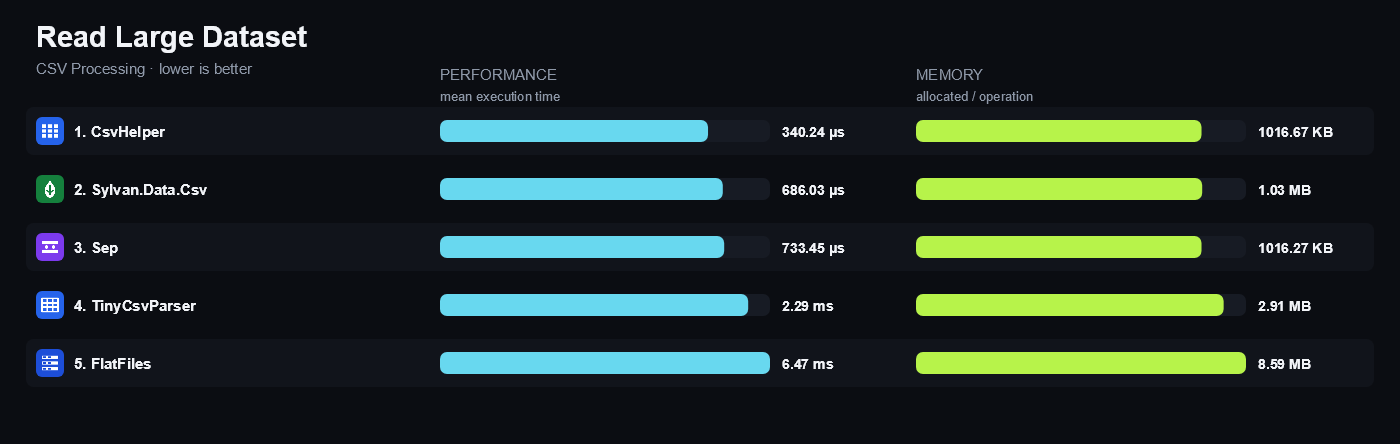 Read Large Dataset
CSV Processing · lower is better
PERFORMANCE
mean execution time
MEMORY
allocated / operation
1. CsvHelper 340.24 μs 1016.67 KB
2. Sylvan.Data.Csv 686.03 μs 1.03 MB
3. Sep 733.45 μs 1016.27 KB
4. TinyCsvParser 2.29 ms 2.91 MB
5. FlatFiles 6.47 ms 8.59 MB